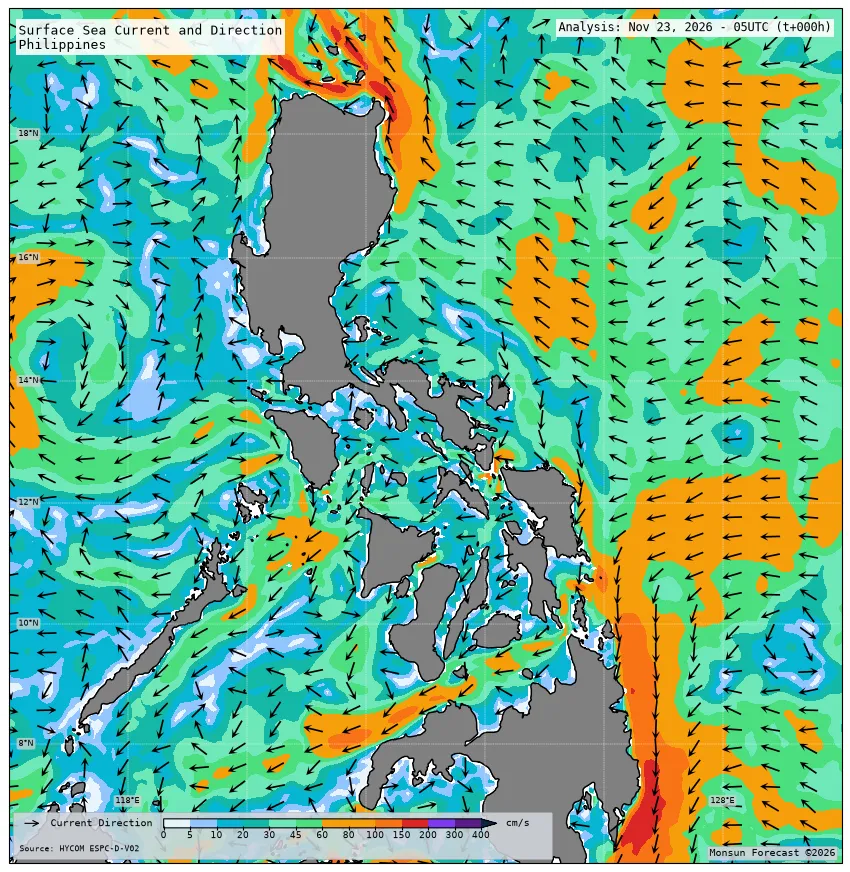 Surface Sea Current and Direction
Philippines
Analysis: Nov 23, 2026 - 05UTC (t+000h)
18°N
16°N
14°N
12°N
10°N
8°N
118°E
128°E
Current Direction
0 5 10 20 30 45 60 80 100 150 200 300 400
cm/s
Source: HYCOM ESPC-D-V02
Monsun Forecast ©2026